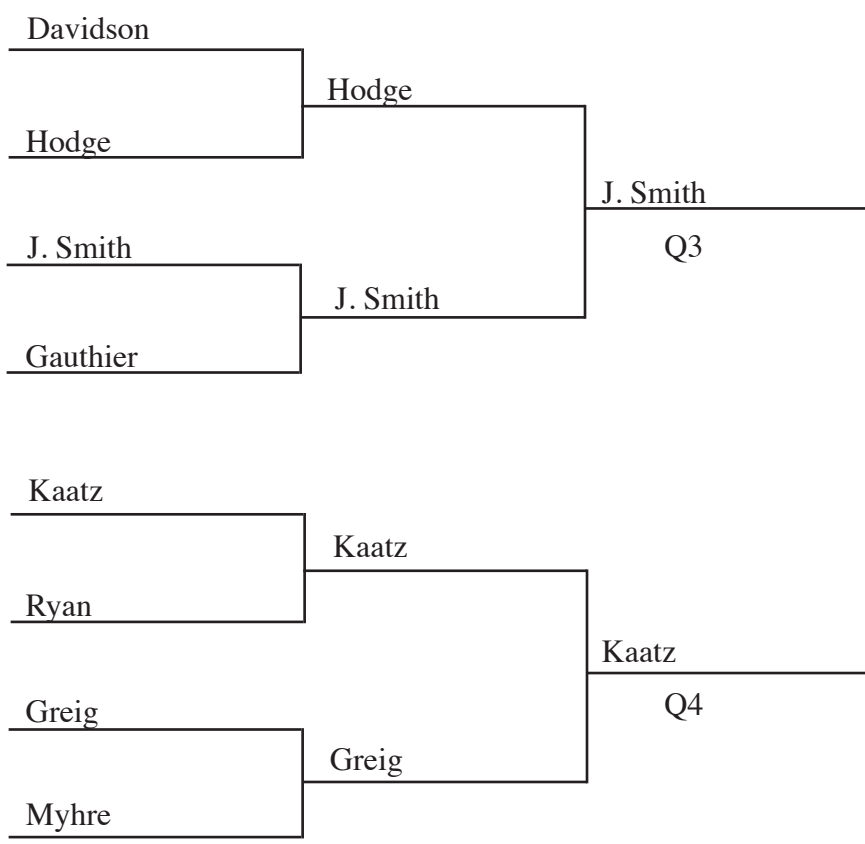 Davidson
Hodge
Hodge
J. Smith
Q3
J. Smith
J. Smith
Gauthier
Kaatz
Kaatz
Ryan
Kaatz
Q4
Greig
Greig
Myhre